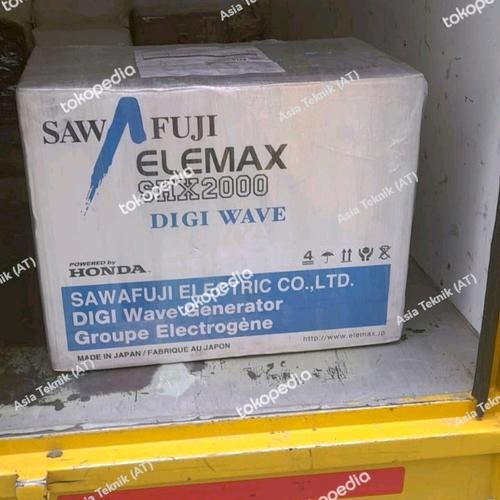 SAWAFUJI
ELEMAX
SHX2000
DIGI WAVE
POWERED by
HONDA
4
SAWAFUJI ELECTRIC CO.,LTD.
DIGI Wave Generator
Groupe Electrogène
http://www.elemax.jp
MADE IN JAPAN / FABRIQUE AU JAPON
tokopedia
Asia Teknik (AT)